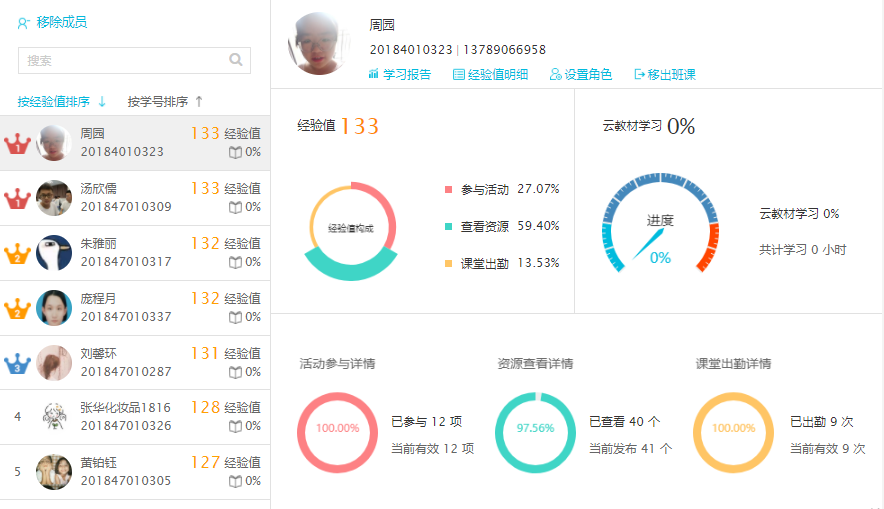 移除成员
搜索
按经验值排序 ↓ 按学号排序 ↑
1 周园 133 经验值
20184010323 0%
1 汤欣儒 133 经验值
201847010309 0%
2 朱雅丽 132 经验值
201847010317 0%
2 庞程月 132 经验值
201847010337 0%
3 刘馨环 131 经验值
201847010287 0%
4 张华化妆品1816 128 经验值
201847010326 0%
5 黄铂钰 127 经验值
201847010305 0%
周园
20184010323 | 13789066958
学习报告 经验值明细 设置角色 移出班课
经验值 133
经验值构成
参与活动 27.07%
查看资源 59.40%
课堂出勤 13.53%
云教材学习 0%
进度
0%
云教材学习 0%
共计学习 0 小时
活动参与详情
100.00%
已参与 12 项
当前有效 12 项
资源查看详情
97.56%
已查看 40 个
当前发布 41 个
课堂出勤详情
100.00%
已出勤 9 次
当前有效 9 次